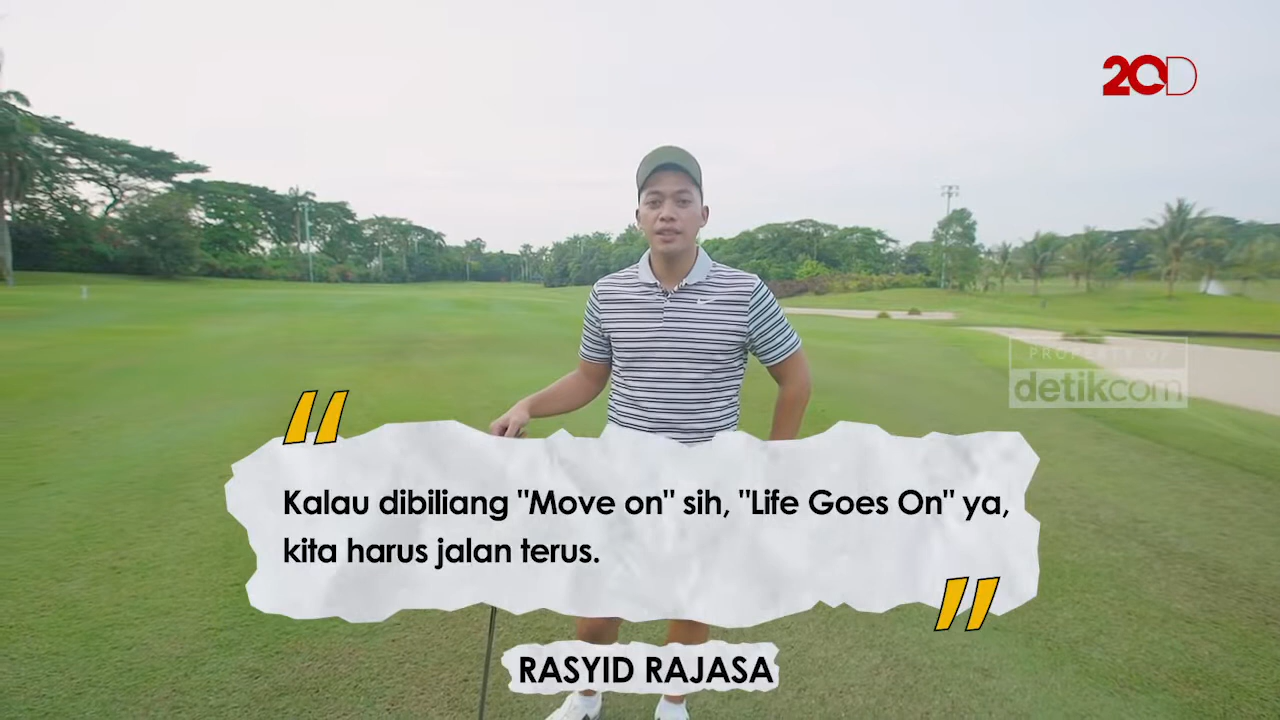 20D
PROPERTY OF
detikcom
"
Kalau dibiliang "Move on" sih, "Life Goes On" ya,
kita harus jalan terus.
"
RASYID RAJASA